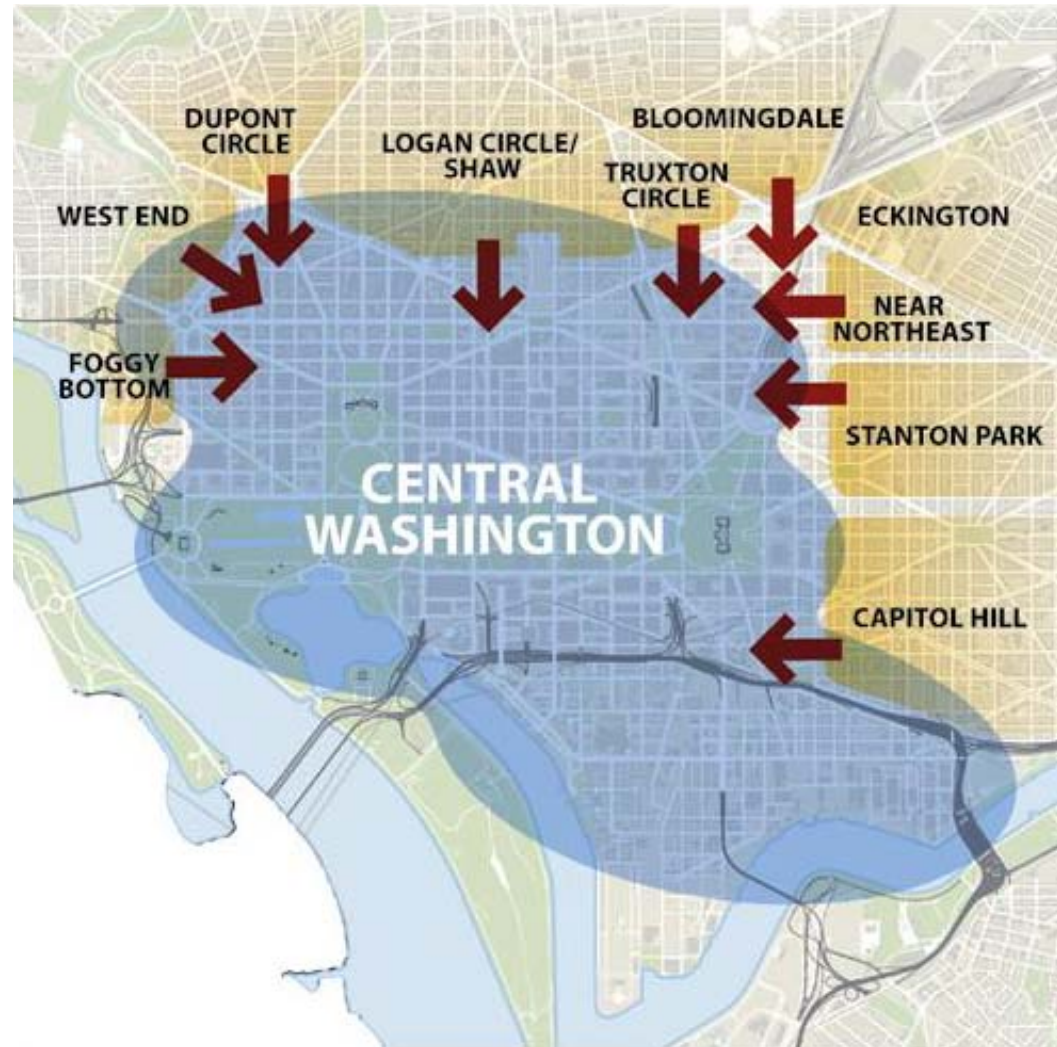 DUPONT
CIRCLE
LOGAN CIRCLE/
SHAW
BLOOMINGDALE
TRUXTON
CIRCLE
WEST END
ECKINGTON
NEAR
NORTHEAST
FOGGY
BOTTOM
STANTON PARK
CENTRAL
WASHINGTON
CAPITOL HILL